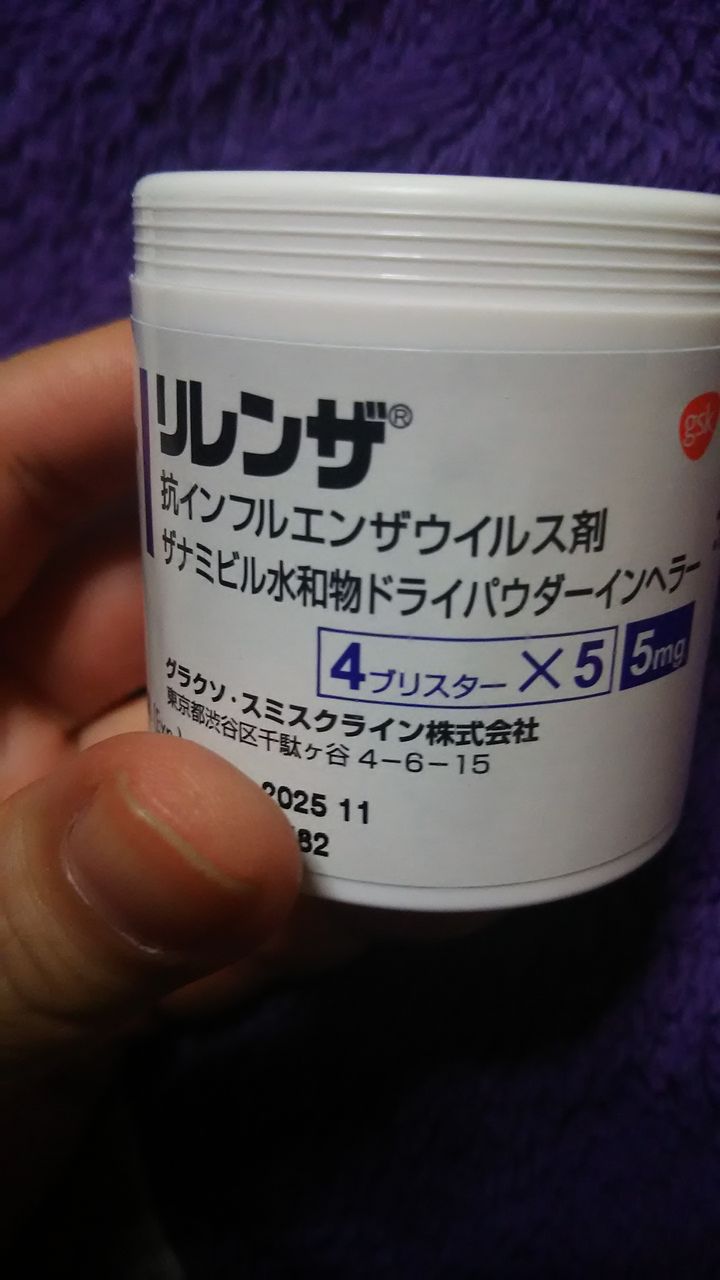 リレンザ®
gsk
抗インフルエンザウイルス剤
ザナミビル水和物ドライパウダーインヘラー
4ブリスター×5 5mg
グラクソ・スミスクライン株式会社
東京都渋谷区千駄ヶ谷 4-6-15
2025 11
82